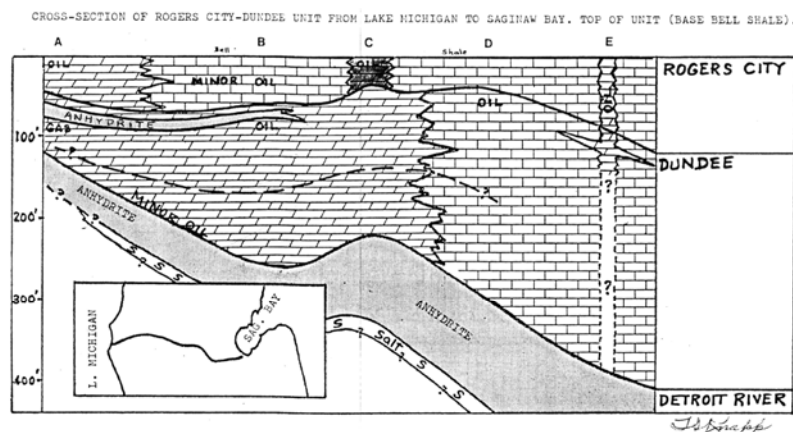 CROSS-SECTION OF ROGERS CITY-DUNDEE UNIT FROM LAKE MICHIGAN TO SAGINAW BAY. TOP OF UNIT (BASE BELL SHALE)
A Bell B C Shale D E
OIL MINOR OIL OIL ROGERS CITY
OIL OIL
ANHYDRITE
GAS OIL
100'
DUNDEE
? ? ?
ANHYDRITE MINOR OIL
200'
? ?
S S S
300' ANHYDRITE ?
L. MICHIGAN SAG. BAY
S ? Salt ? S ? S
400'
DETROIT RIVER